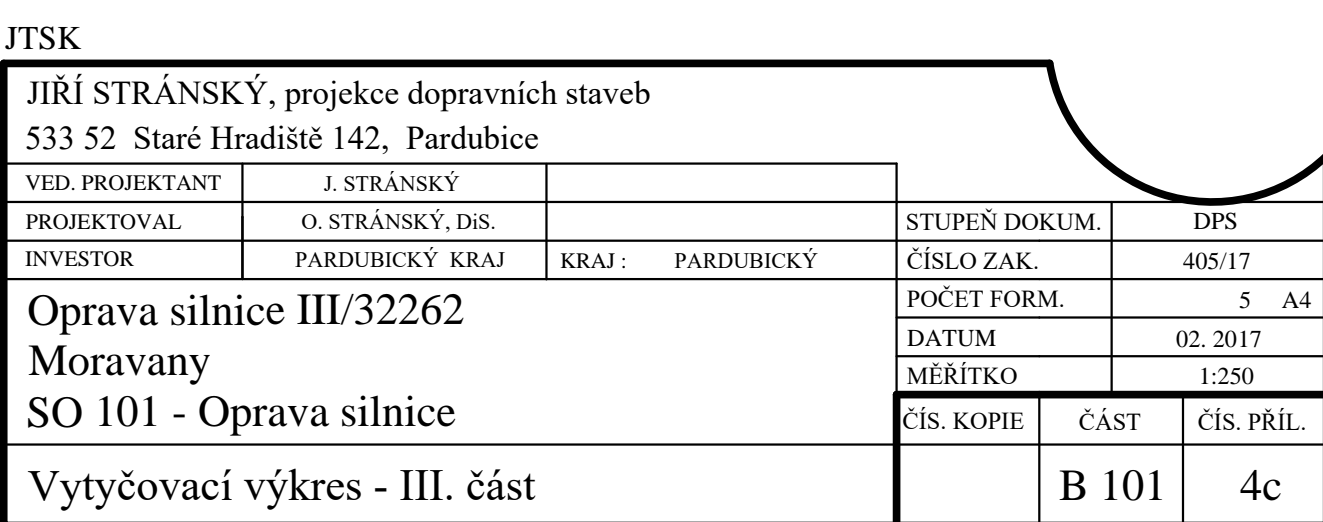 JTSK
JIŘÍ STRÁNSKÝ, projekce dopravních staveb
533 52 Staré Hradiště 142, Pardubice
VED. PROJEKTANT J. STRÁNSKÝ
PROJEKTOVAL O. STRÁNSKÝ, DiS. STUPEŇ DOKUM. DPS
INVESTOR PARDUBICKÝ KRAJ KRAJ : PARDUBICKÝ ČÍSLO ZAK. 405/17
Oprava silnice III/32262
Moravany
SO 101 - Oprava silnice
POČET FORM. 5 A4
DATUM 02. 2017
MĚŘÍTKO 1:250
ČÍS. KOPIE ČÁST ČÍS. PŘÍL.
Vytyčovací výkres - III. část B 101 4c